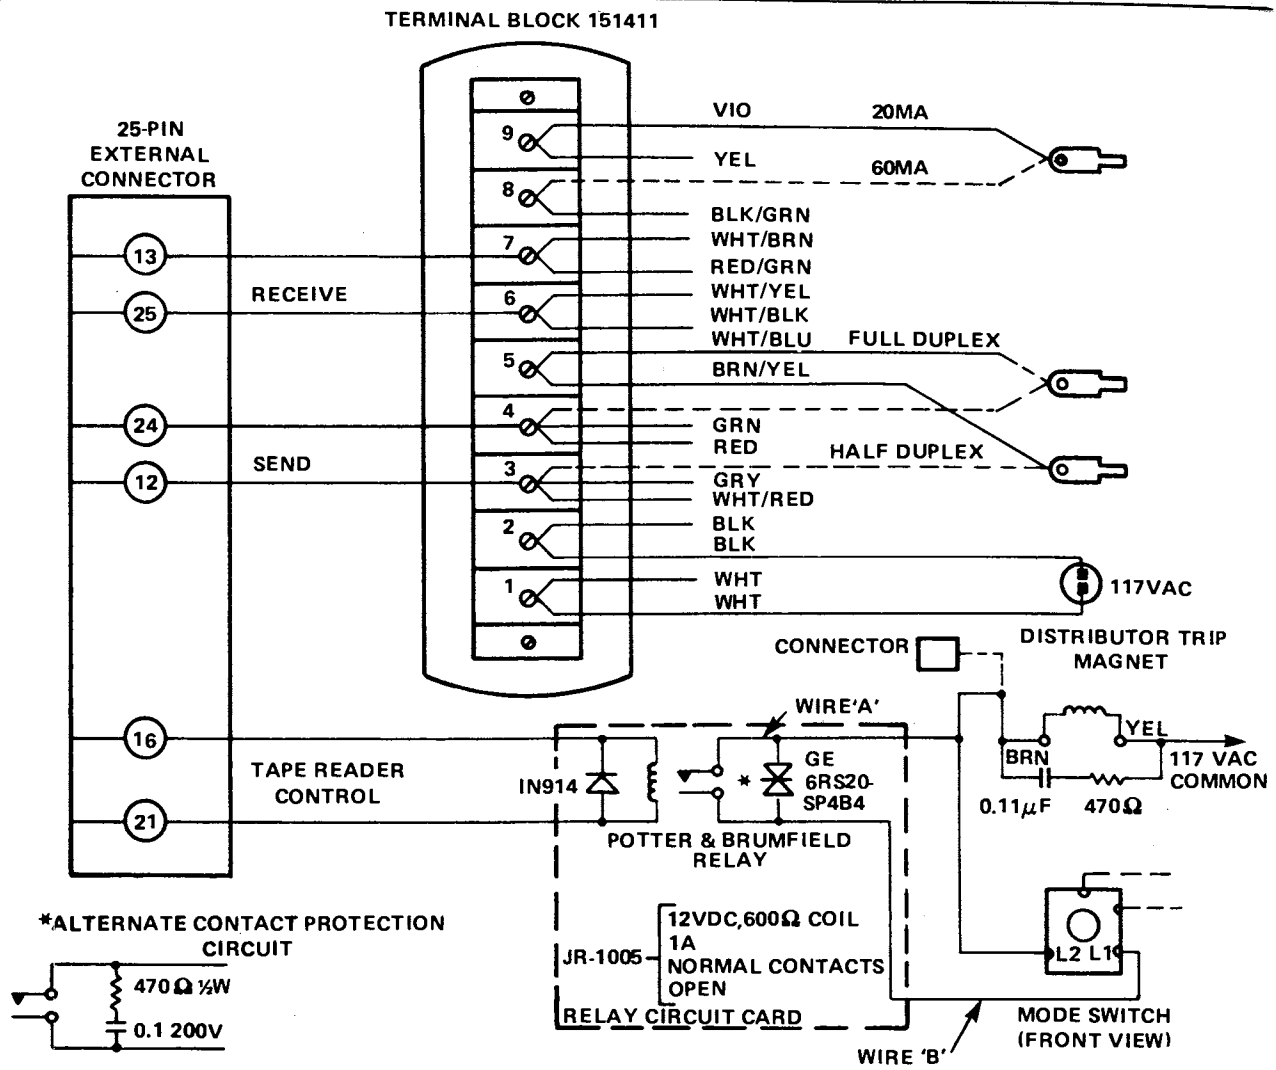 TERMINAL BLOCK 151411
25-PIN
EXTERNAL
CONNECTOR
13
25
RECEIVE
24
SEND
12
16
TAPE READER
CONTROL
21
9
8
7
6
5
4
3
2
1
VIO 20MA
YEL
60MA
BLK/GRN
WHT/BRN
RED/GRN
WHT/YEL
WHT/BLK
WHT/BLU FULL DUPLEX
BRN/YEL
GRN
RED
HALF DUPLEX
GRY
WHT/RED
BLK
BLK
WHT
WHT
117VAC
DISTRIBUTOR TRIP
MAGNET
CONNECTOR
WIRE'A'
YEL
BRN
117 VAC
COMMON
0.11μF 470Ω
IN914
*
GE
6RS20-
SP4B4
POTTER & BRUMFIELD
RELAY
JR-1005
12VDC,600Ω COIL
1A
NORMAL CONTACTS
OPEN
RELAY CIRCUIT CARD
L2 L1
MODE SWITCH
(FRONT VIEW)
WIRE 'B'
*ALTERNATE CONTACT PROTECTION
CIRCUIT
470Ω ½W
0.1 200V